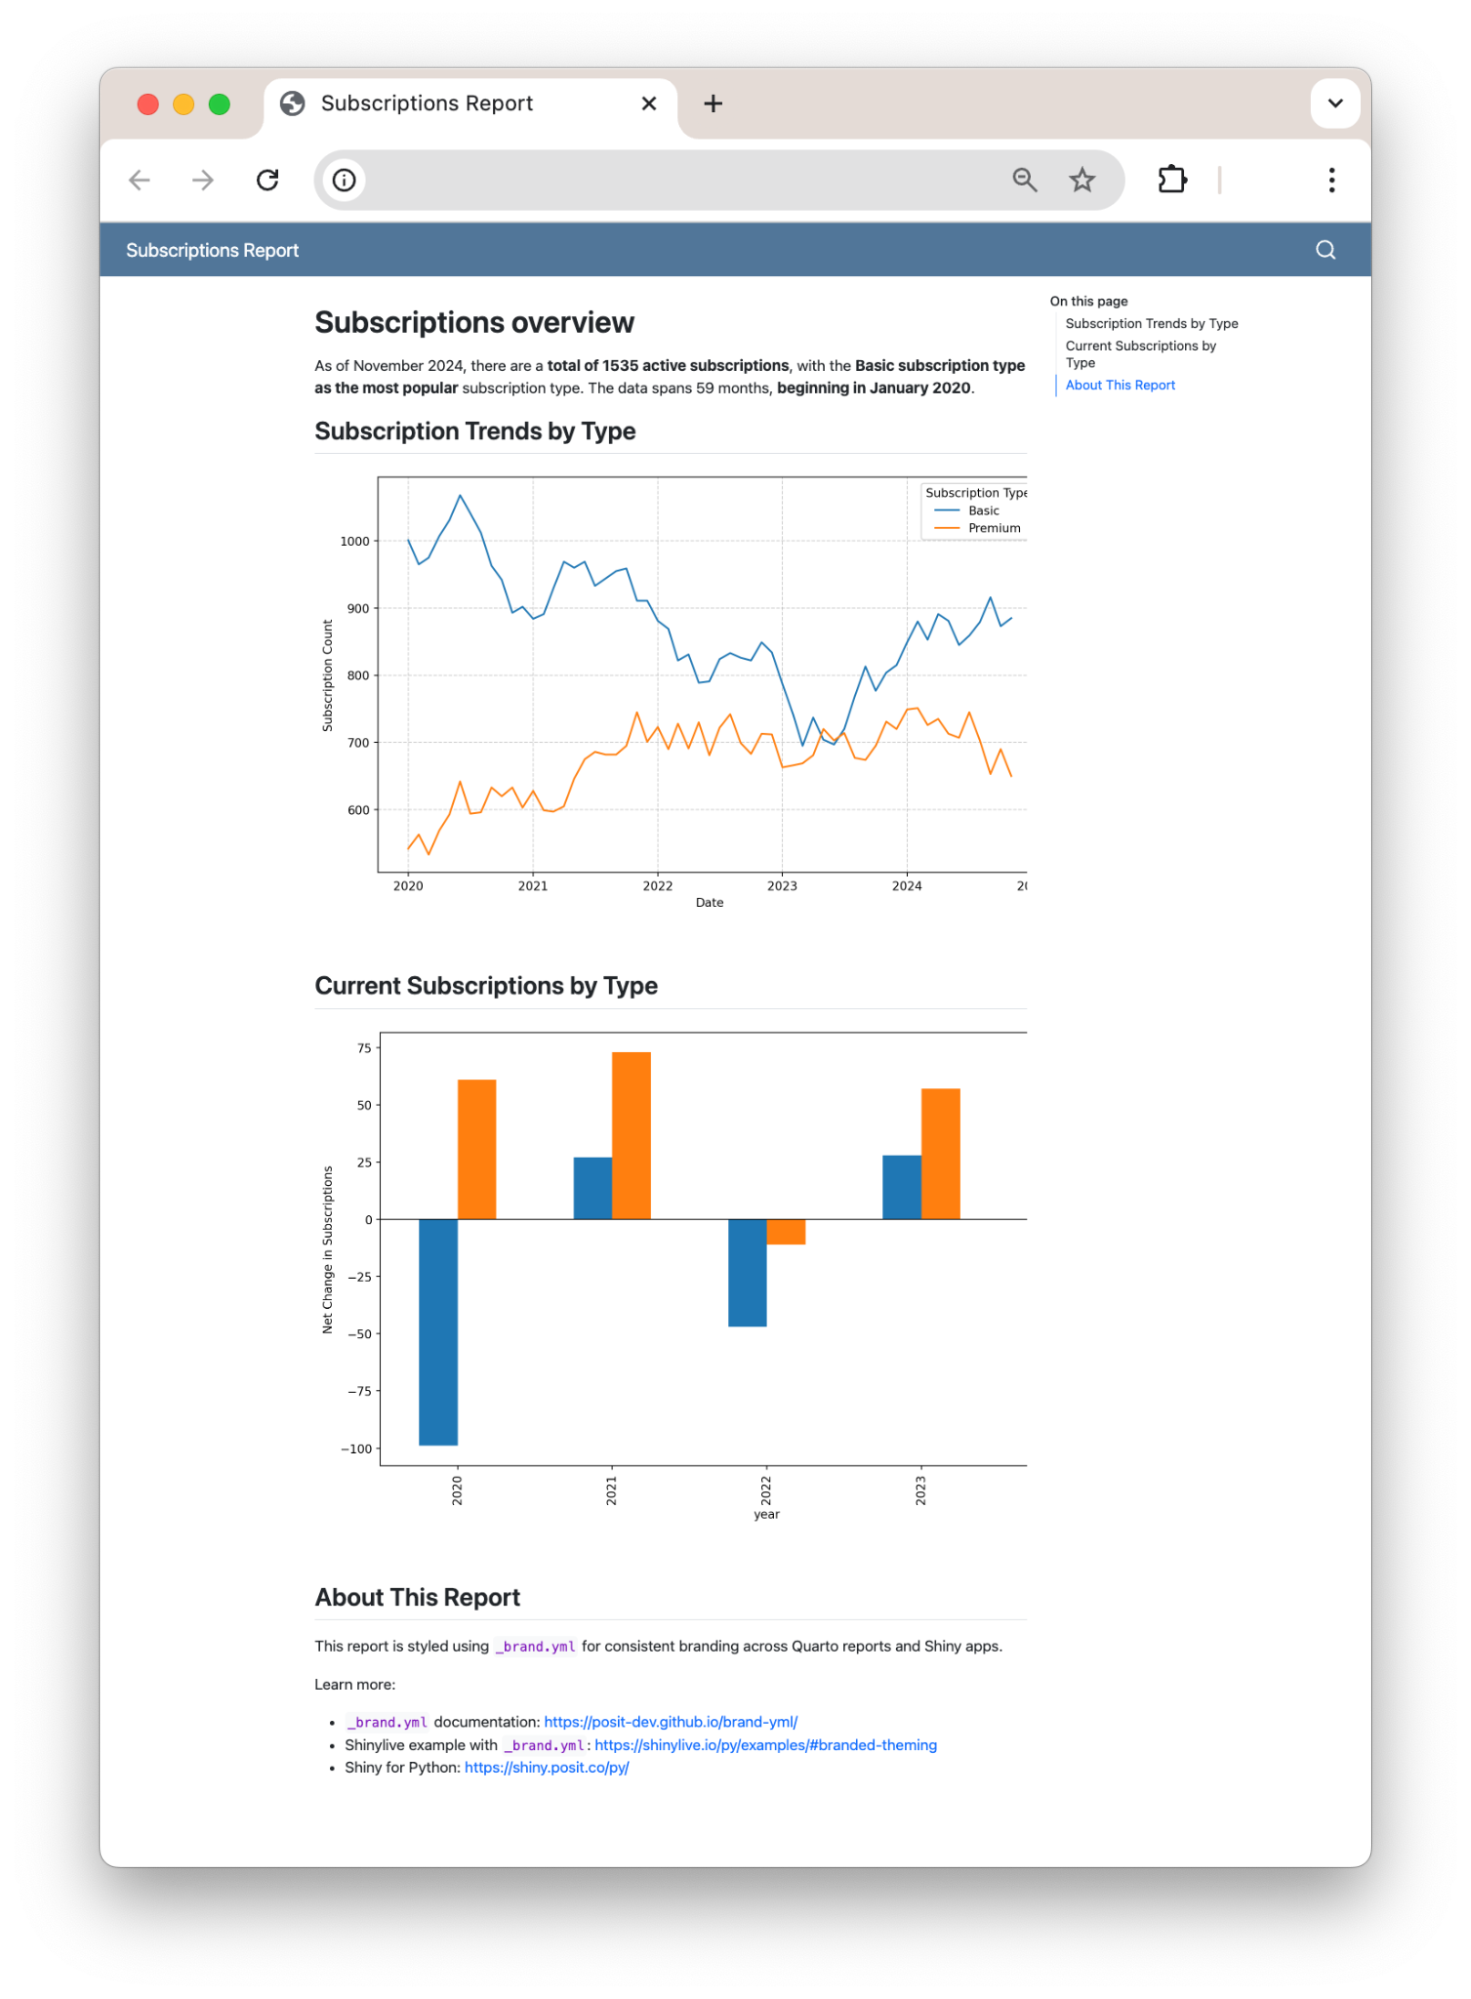 Subscriptions Report
Subscriptions Report
Subscriptions overview
As of November 2024, there are a total of 1535 active subscriptions, with the Basic subscription type
as the most popular subscription type. The data spans 59 months, beginning in January 2020.
On this page
Subscription Trends by Type
Current Subscriptions by
Type
About This Report
Subscription Trends by Type
Subscription Type
Basic
Premium
1000
900
800
700
600
Subscription Count
2020 2021 2022 2023 2024 20
Date
Current Subscriptions by Type
75
50
25
0
−25
−50
−75
−100
Net Change in Subscriptions
2020 2021 2022 2023
year
About This Report
This report is styled using _brand.yml for consistent branding across Quarto reports and Shiny apps.
Learn more:
• _brand.yml documentation: https://posit-dev.github.io/brand-yml/
• Shinylive example with _brand.yml: https://shinylive.io/py/examples/#branded-theming
• Shiny for Python: https://shiny.posit.co/py/